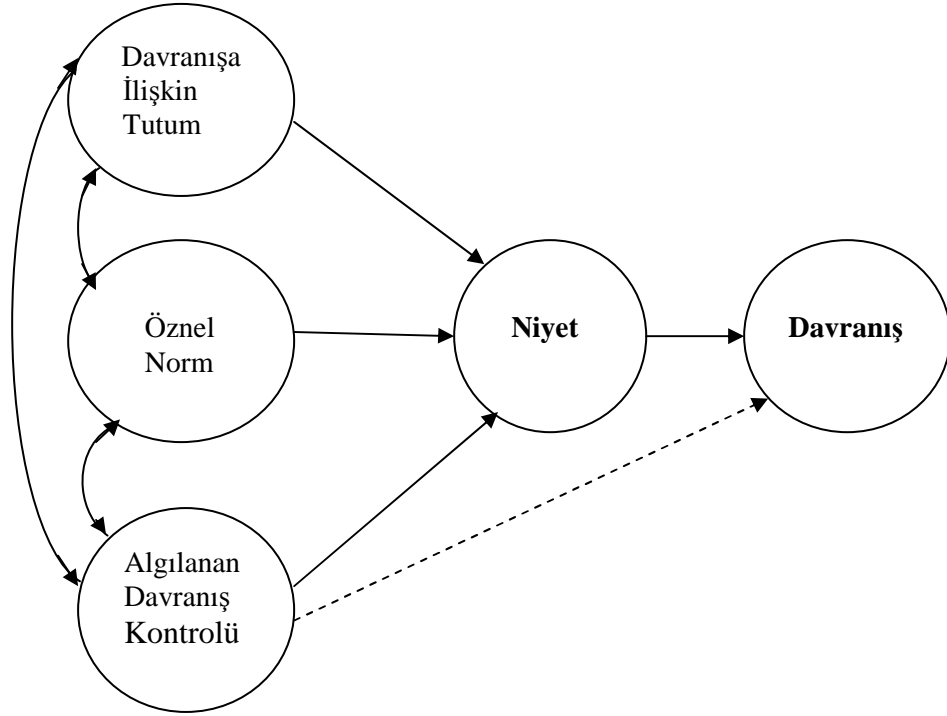 Davranışa
İlişkin
Tutum
Öznel
Norm
Algılanan
Davranış
Kontrolü
Niyet
Davranış